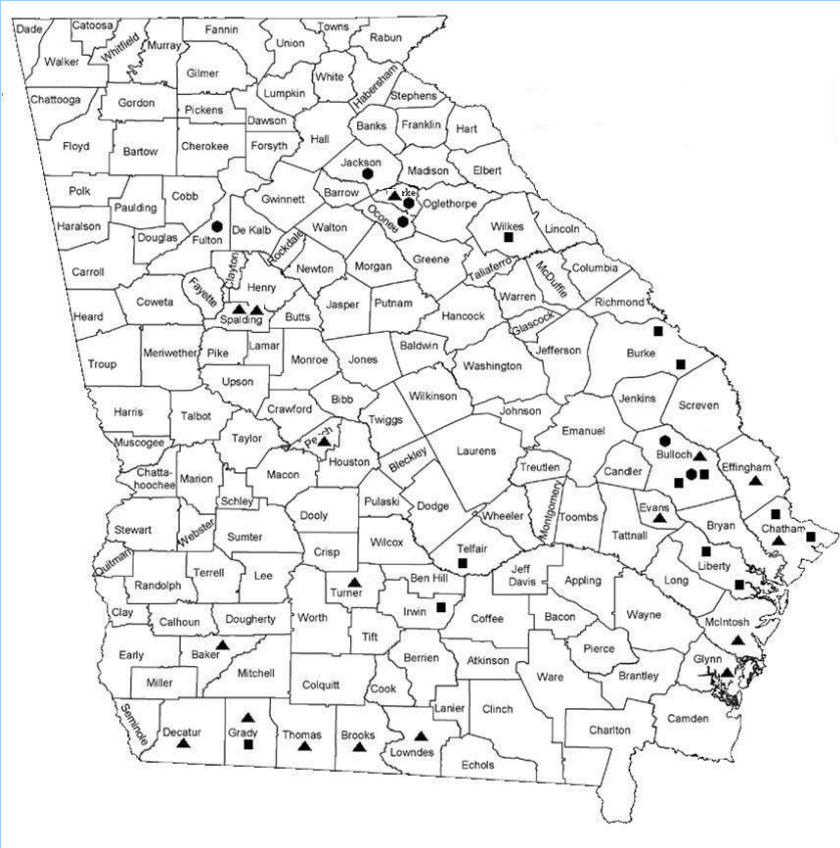 Dade
Catoosa
Whitfield
Murray
Fannin
Union
Towns
Rabun
Walker
Gilmer
White
Habersham
Lumpkin
Stephens
Chattooga
Gordon
Pickens
Dawson
Hall
Banks
Franklin
Hart
Floyd
Bartow
Cherokee
Forsyth
Jackson
Madison
Elbert
Polk
Paulding
Cobb
Gwinnett
Barrow
rke
Oglethorpe
Oconee
Haralson
Douglas
Fulton
De Kalb
Rockdale
Walton
Wilkes
Lincoln
Carroll
Fayette
Clayton
Henry
Newton
Morgan
Greene
Taliaferro
McDuffie
Columbia
Heard
Coweta
Spalding
Butts
Jasper
Putnam
Hancock
Warren
Richmond
Glascock
Troup
Meriwether
Pike
Lamar
Monroe
Jones
Baldwin
Washington
Jefferson
Burke
Upson
Harris
Talbot
Crawford
Bibb
Wilkinson
Johnson
Jenkins
Screven
Muscogee
Taylor
Peach
Twiggs
Emanuel
Chatta-
hoochee
Marion
Macon
Houston
Bleckley
Laurens
Treutlen
Candler
Bulloch
Effingham
Schley
Stewart
Webster
Sumter
Dooly
Pulaski
Dodge
Wheeler
Montgomery
Toombs
Evans
Tattnall
Bryan
Chatham
Quitman
Crisp
Wilcox
Telfair
Liberty
Randolph
Terrell
Lee
Turner
Ben Hill
Jeff
Davis
Appling
Long
Clay
Calhoun
Dougherty
Worth
Irwin
Coffee
Bacon
Wayne
McIntosh
Tift
Early
Baker
Mitchell
Berrien
Atkinson
Pierce
Glynn
Miller
Colquitt
Cook
Ware
Brantley
Seminole
Decatur
Grady
Thomas
Brooks
Lowndes
Lanier
Clinch
Charlton
Camden
Echols